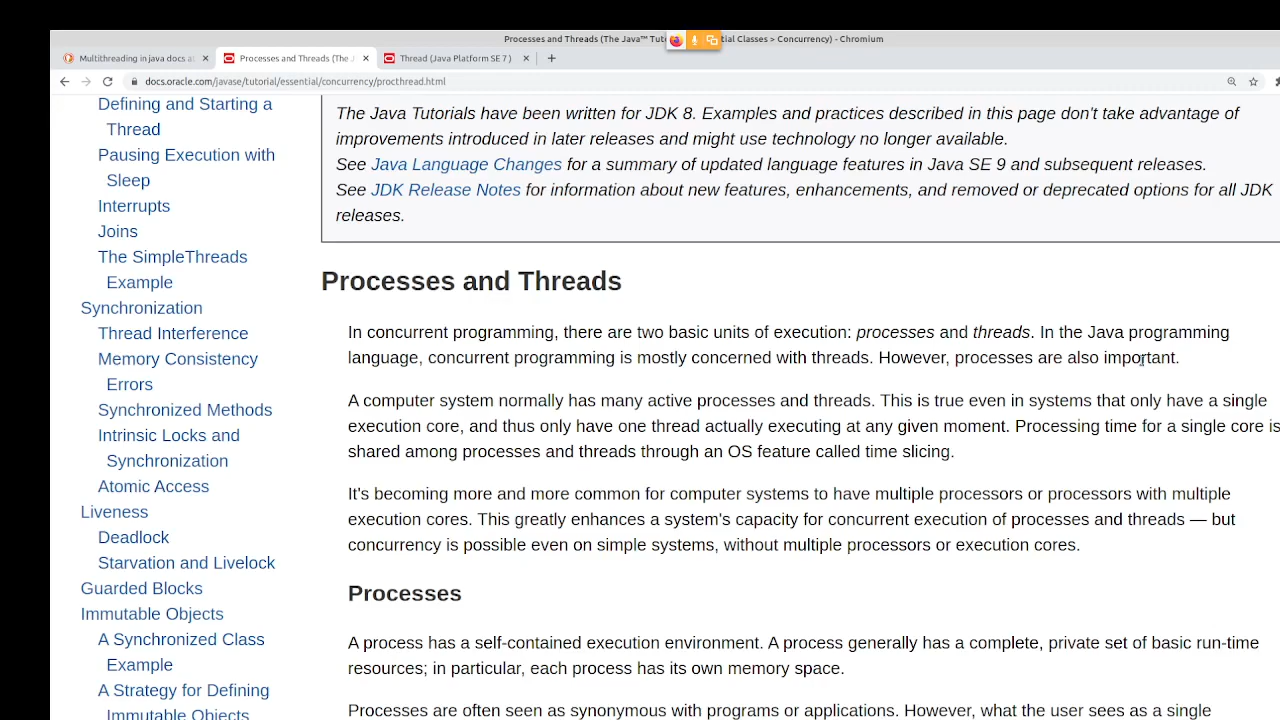 Processes and Threads (The Java™ Tuto
tial Classes > Concurrency) - Chromium
Multithreading in java docs a
Processes and Threads (The J
Thread (Java Platform SE 7 )
docs.oracle.com/javase/tutorial/essential/concurrency/procthread.html
Defining and Starting a
Thread
Pausing Execution with
Sleep
Interrupts
Joins
The SimpleThreads
Example
Synchronization
Thread Interference
Memory Consistency
Errors
Synchronized Methods
Intrinsic Locks and
Synchronization
Atomic Access
Liveness
Deadlock
Starvation and Livelock
Guarded Blocks
Immutable Objects
A Synchronized Class
Example
A Strategy for Defining
Immutable Objects
The Java Tutorials have been written for JDK 8. Examples and practices described in this page don't take advantage of
improvements introduced in later releases and might use technology no longer available.
See Java Language Changes for a summary of updated language features in Java SE 9 and subsequent releases.
See JDK Release Notes for information about new features, enhancements, and removed or deprecated options for all JDK
releases.
Processes and Threads
In concurrent programming, there are two basic units of execution: processes and threads. In the Java programming
language, concurrent programming is mostly concerned with threads. However, processes are also important.
A computer system normally has many active processes and threads. This is true even in systems that only have a single
execution core, and thus only have one thread actually executing at any given moment. Processing time for a single core is
shared among processes and threads through an OS feature called time slicing.
It's becoming more and more common for computer systems to have multiple processors or processors with multiple
execution cores. This greatly enhances a system's capacity for concurrent execution of processes and threads — but
concurrency is possible even on simple systems, without multiple processors or execution cores.
Processes
A process has a self-contained execution environment. A process generally has a complete, private set of basic run-time
resources; in particular, each process has its own memory space.
Processes are often seen as synonymous with programs or applications. However, what the user sees as a single